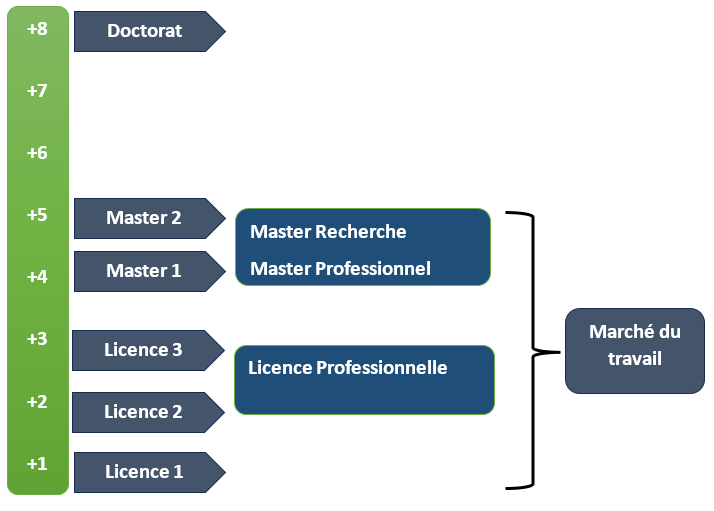 +8
Doctorat
+7
+6
+5
Master 2
Master Recherche
Master 1
Master Professionnel
+4
+3
Licence 3
Licence Professionnelle
Marché du
travail
+2
Licence 2
+1
Licence 1